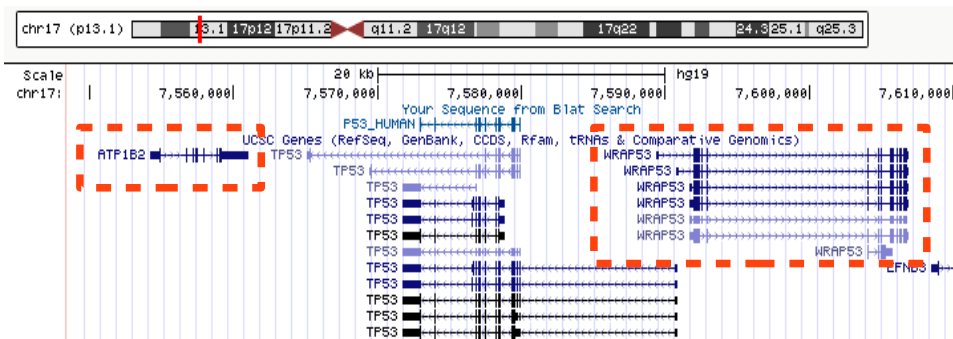 chr17 (p13.1) 13.1 17p12 17p11.2 q11.2 17q12 17q22 24.3 25.1 q25.3
Scale 20 kb hg19
chr17: 7,560,000 7,570,000 7,580,000 7,590,000 7,600,000 7,610,000
Your Sequence from Blat Search
P53_HUMAN
UCSC Genes (RefSeq, GenBank, CCDS, Rfam, tRNAs & Comparative Genomics)
ATP1B2 TP53 WRAP53
TP53 WRAP53
TP53 WRAP53
TP53 WRAP53
TP53 WRAP53
TP53 WRAP53
TP53 EFNB3
TP53
TP53
TP53
TP53